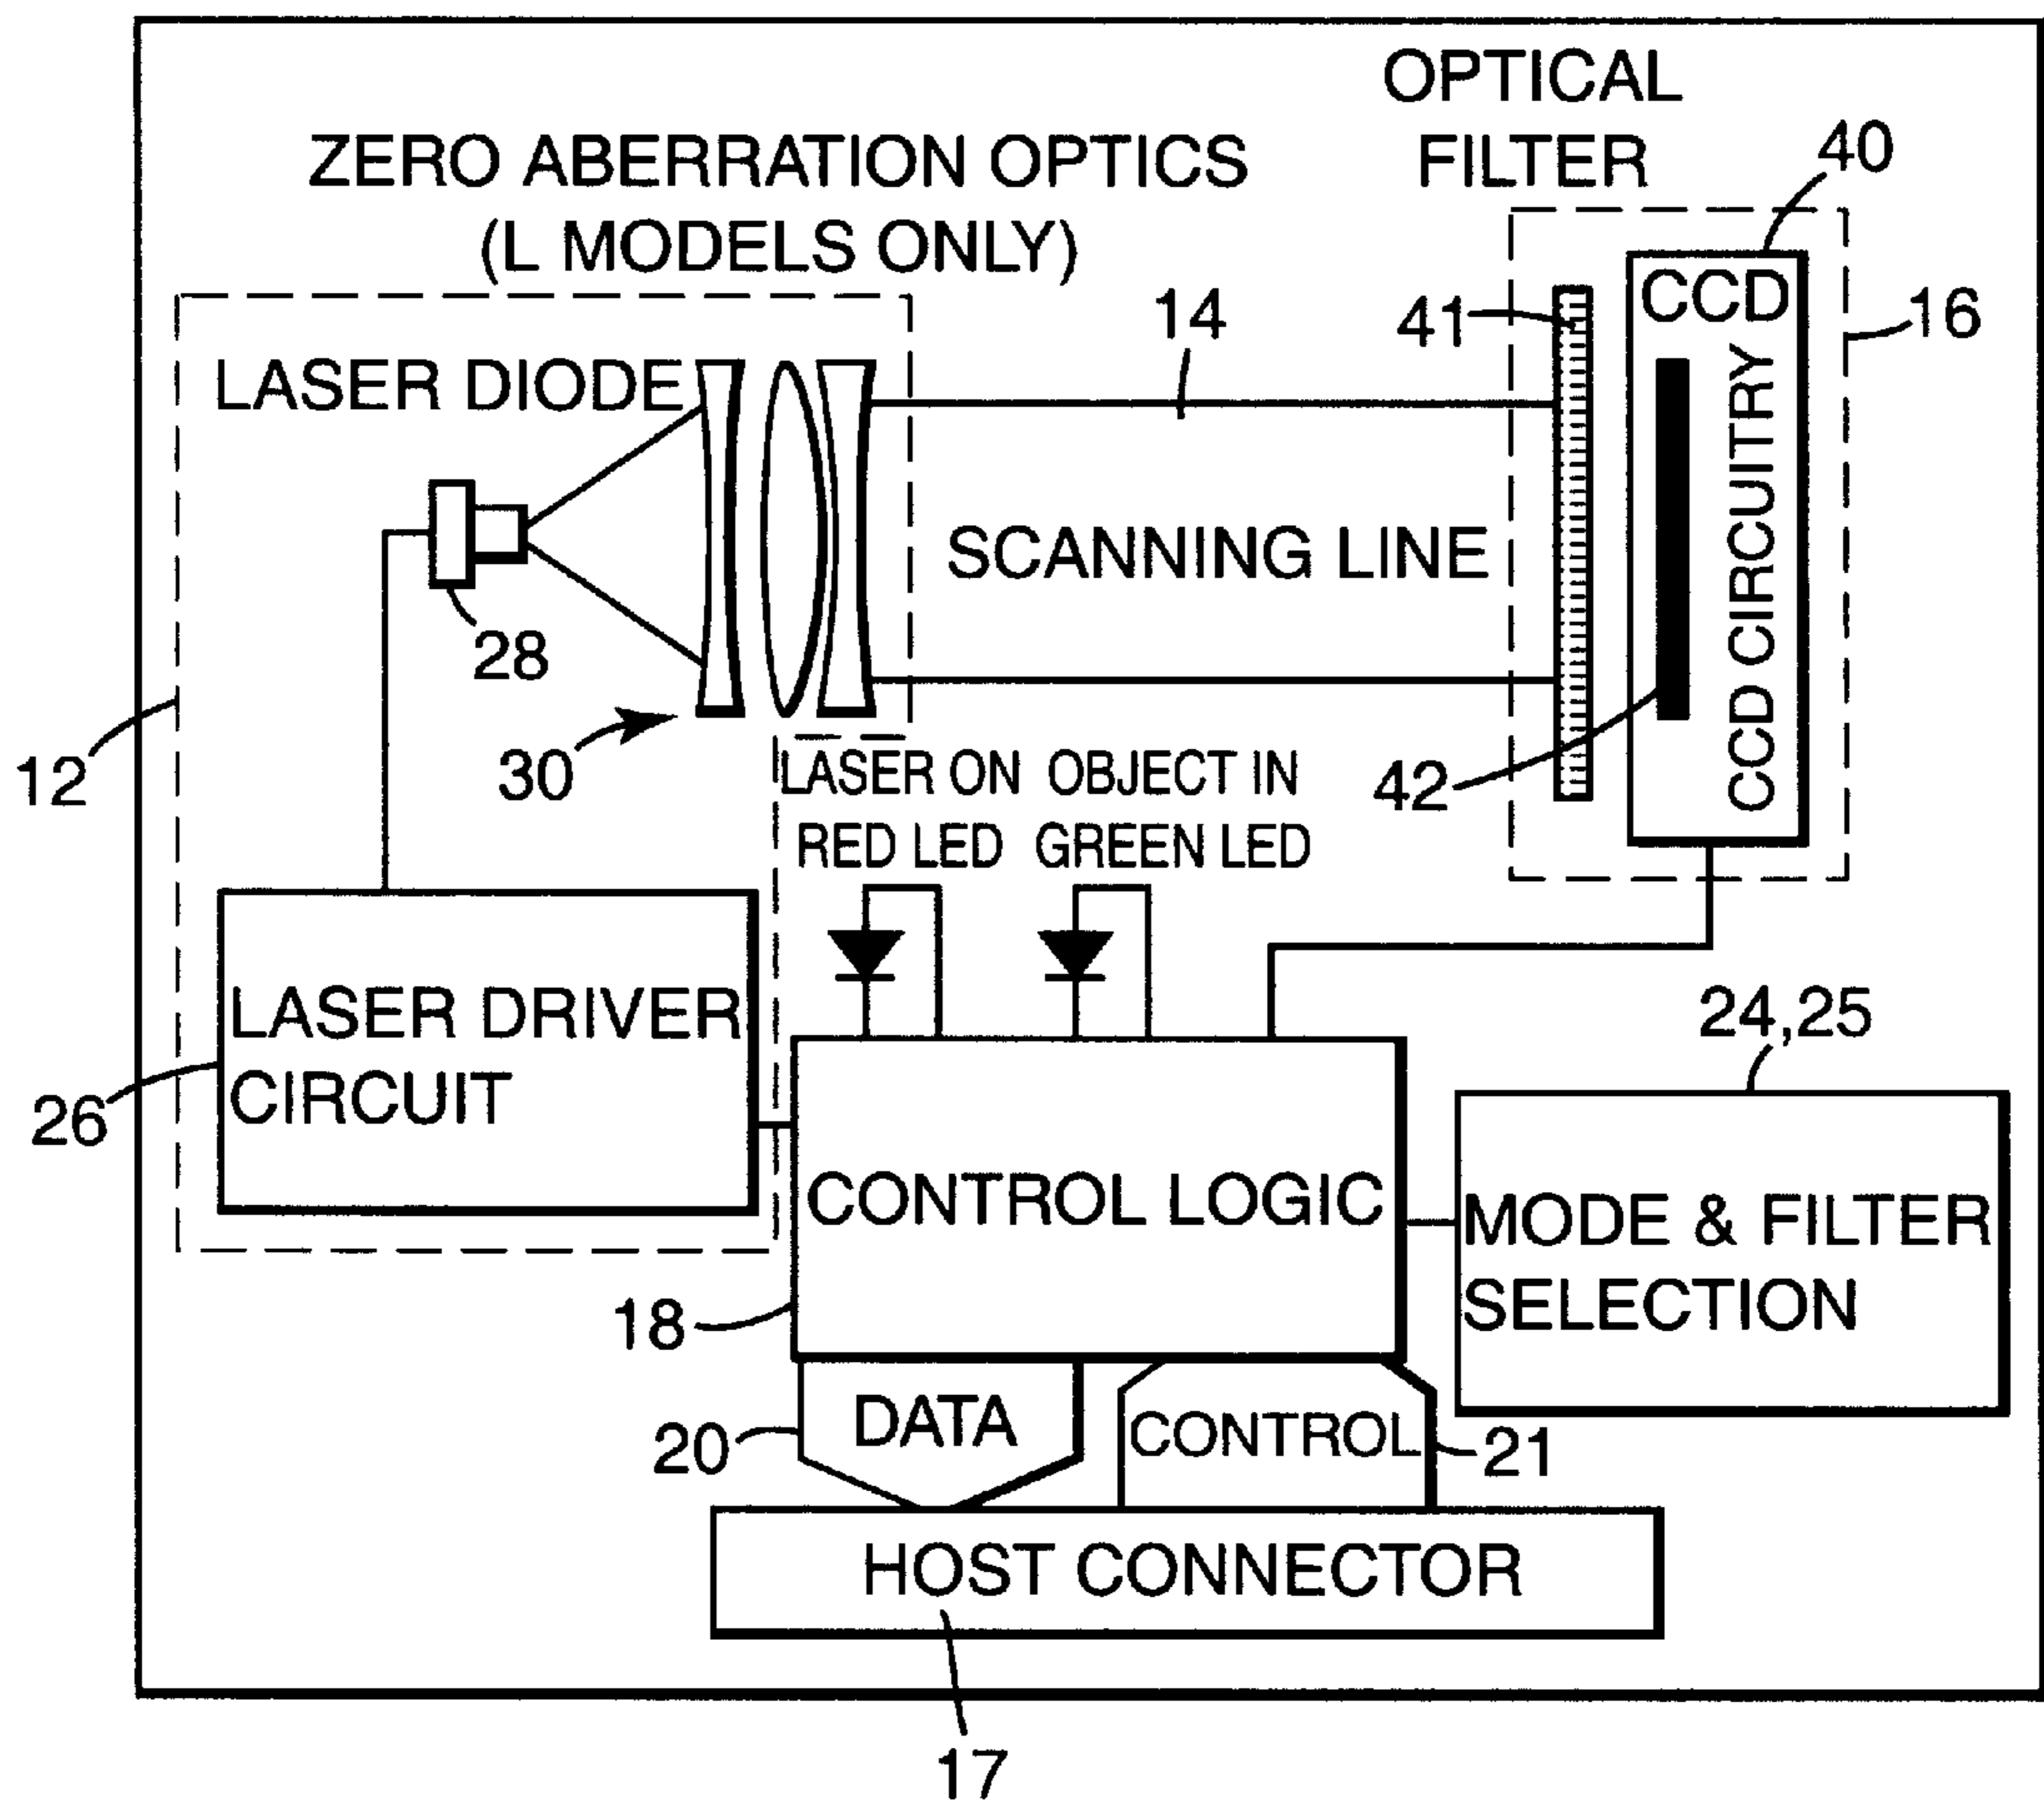 OPTICAL
FILTER
ZERO ABERRATION OPTICS
(L MODELS ONLY)
40
CCD
16
41
14
LASER DIODE
CCD CIRCUITRY
SCANNING LINE
28
12
30
42
LASER ON
RED LED
OBJECT IN
GREEN LED
LASER DRIVER
CIRCUIT
26
24,25
CONTROL LOGIC
MODE & FILTER
SELECTION
18
DATA
20
CONTROL
21
HOST CONNECTOR
17